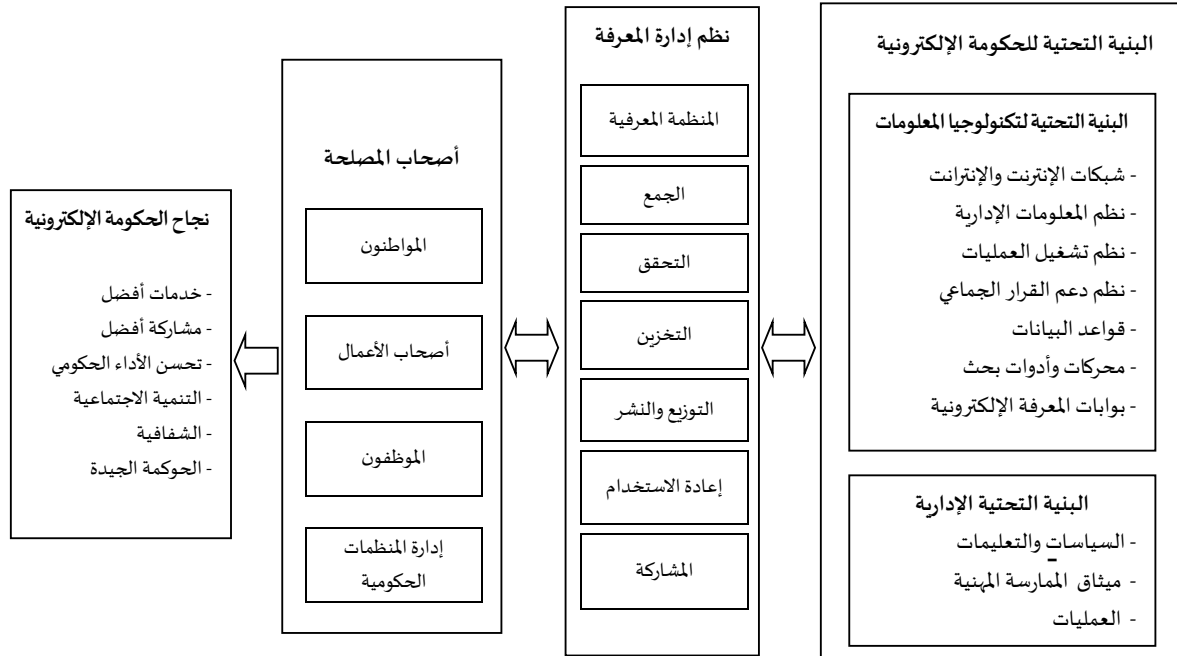 البنية التحتية للحكومة الإلكترونية
البنية التحتية لتكنولوجيا المعلومات
- شبكات الإنترنت والإنترانت
- نظم المعلومات الإدارية
- نظم تشغيل العمليات
- نظم دعم القرار الجماعي
- قواعد البيانات
- محركات وأدوات بحث
- بوابات المعرفة الإلكترونية
البنية التحتية الإدارية
- السياسات والتعليمات
- ميثاق الممارسة المهنية
- العمليات
نظم إدارة المعرفة
المنظمة المعرفية
الجمع
التحقق
التخزين
التوزيع والنشر
إعادة الاستخدام
المشاركة
أصحاب المصلحة
المواطنون
أصحاب الأعمال
الموظفون
إدارة المنظمات
الحكومية
نجاح الحكومة الإلكترونية
- خدمات أفضل
- مشاركة أفضل
- تحسن الأداء الحكومي
- التنمية الاجتماعية
- الشفافية
- الحوكمة الجيدة